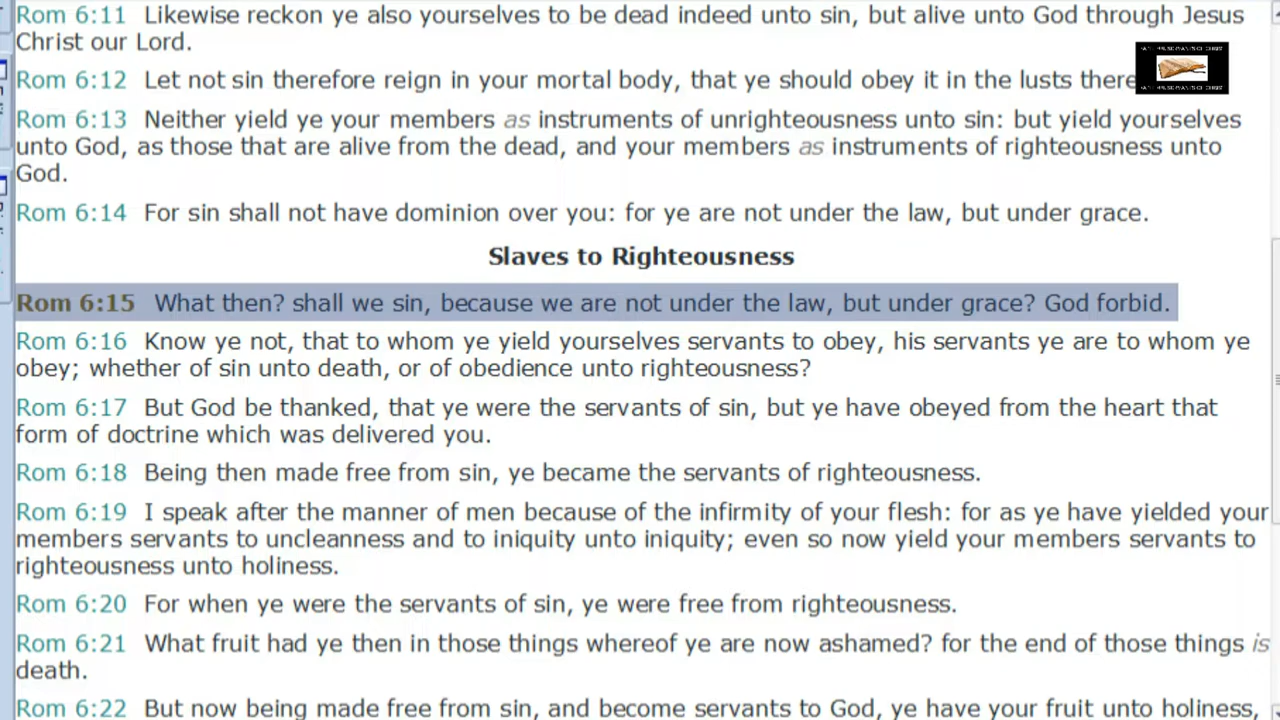 Rom 6:11 Likewise reckon ye also yourselves to be dead indeed unto sin, but alive unto God through Jesus
Christ our Lord.
Rom 6:12 Let not sin therefore reign in your mortal body, that ye should obey it in the lusts
Rom 6:13 Neither yield ye your members as instruments of unrighteousness unto sin: but yield yourselves
unto God, as those that are alive from the dead, and your members as instruments of righteousness unto
God.
Rom 6:14 For sin shall not have dominion over you: for ye are not under the law, but under grace.
Slaves to Righteousness
Rom 6:15 What then? shall we sin, because we are not under the law, but under grace? God forbid.
Rom 6:16 Know ye not, that to whom ye yield yourselves servants to obey, his servants ye are to whom ye
obey; whether of sin unto death, or of obedience unto righteousness?
Rom 6:17 But God be thanked, that ye were the servants of sin, but ye have obeyed from the heart that
form of doctrine which was delivered you.
Rom 6:18 Being then made free from sin, ye became the servants of righteousness.
Rom 6:19 I speak after the manner of men because of the infirmity of your flesh: for as ye have yielded your
members servants to uncleanness and to iniquity unto iniquity; even so now yield your members servants to
righteousness unto holiness.
Rom 6:20 For when ye were the servants of sin, ye were free from righteousness.
Rom 6:21 What fruit had ye then in those things whereof ye are now ashamed? for the end of those things is
death.
Rom 6:22 But now being made free from sin, and become servants to God, ye have your fruit unto holiness,